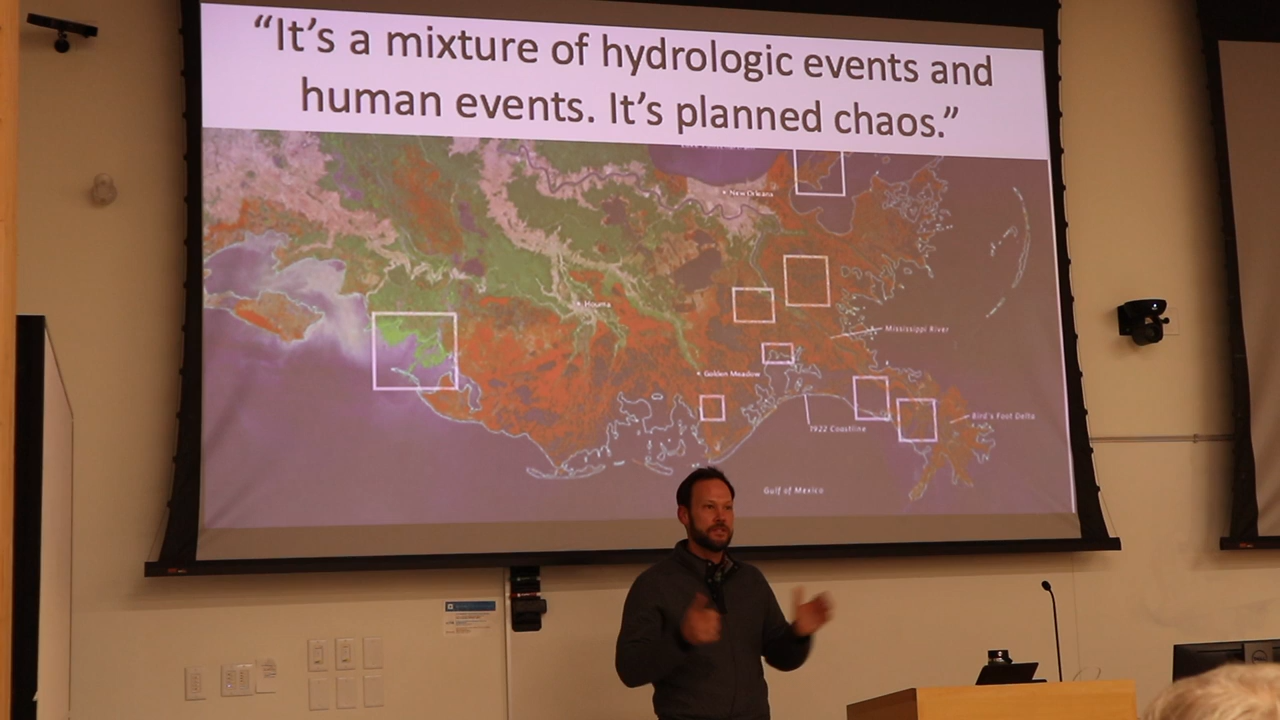 “It’s a mixture of hydrologic events and
human events. It’s planned chaos.”
New Orleans
Houma
Mississippi River
Golden Meadow
Bird's Foot Delta
1922 Coastline
Gulf of Mexico